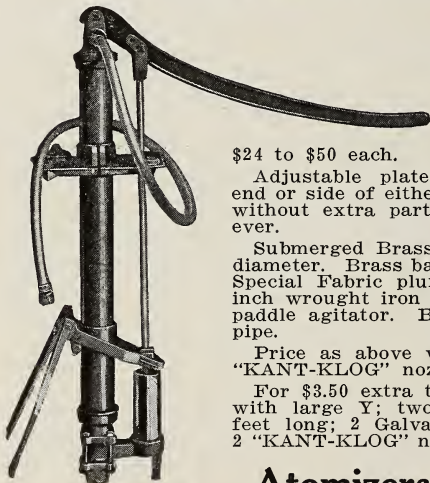 $24 to $50 each.
Adjustable plate
end or side of eithe
without extra part
ever.
Submerged Brass
diameter. Brass ba
Special Fabric plu
inch wrought iron
paddle agitator. B
pipe.
Price as above v
"KANT-KLOG" noz
For $3.50 extra t
with large Y; two
feet long; 2 Galva
2 "KANT-KLOG" n
Atomizers